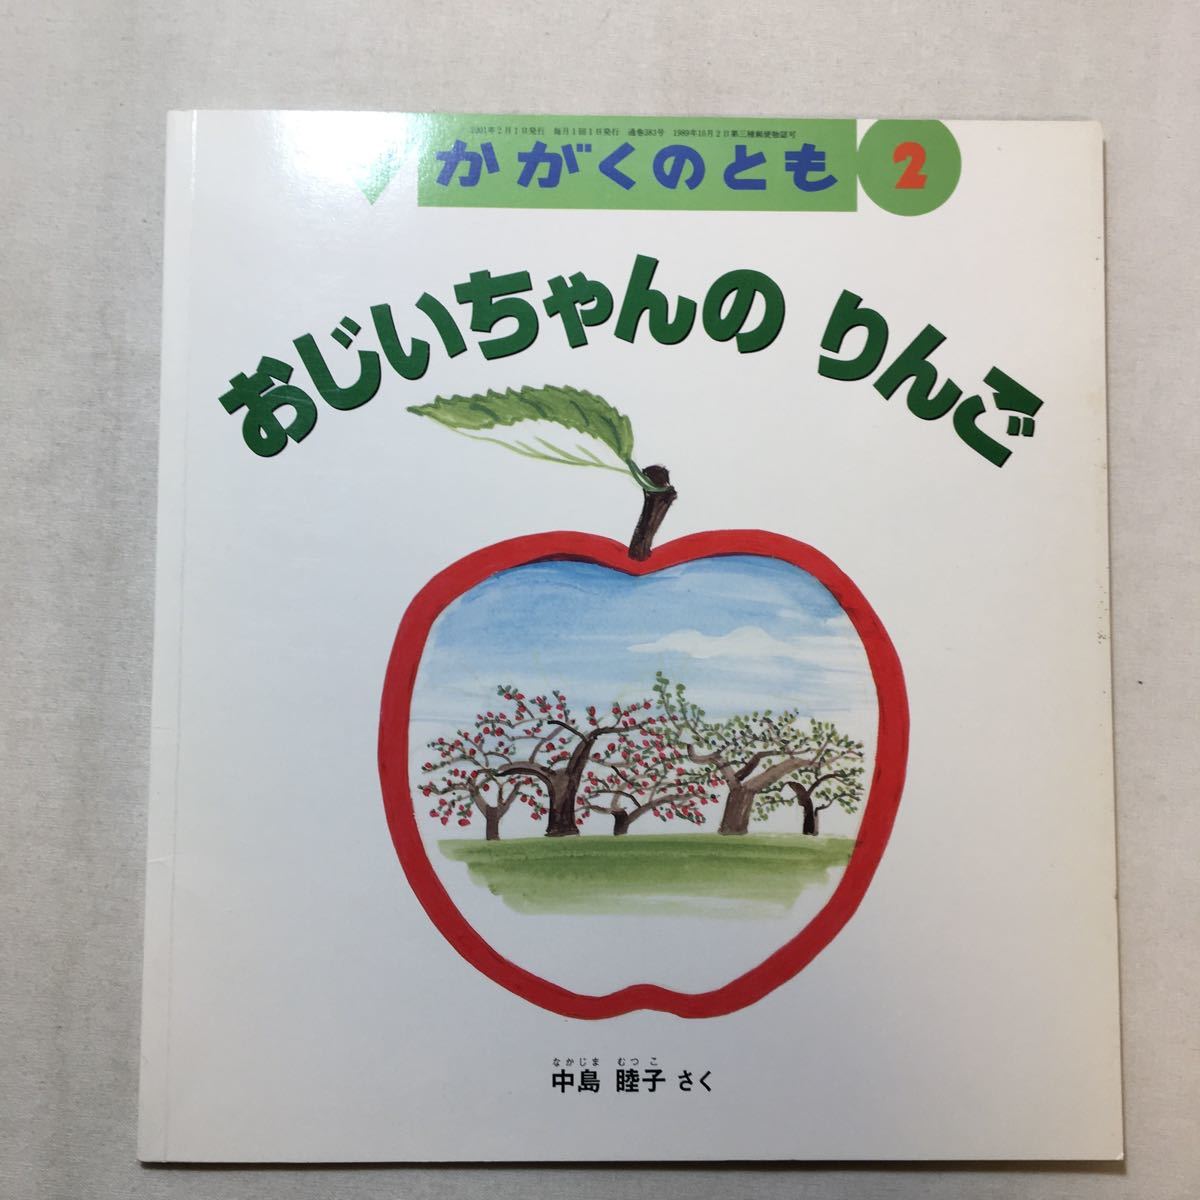 2001年2月1日発行 毎月1回1日発行 通巻383号 1989年10月2日第三種郵便物認可
かがくのとも 2
おじいちゃんの りんご
なかじま むつこ
中島 睦子 さく